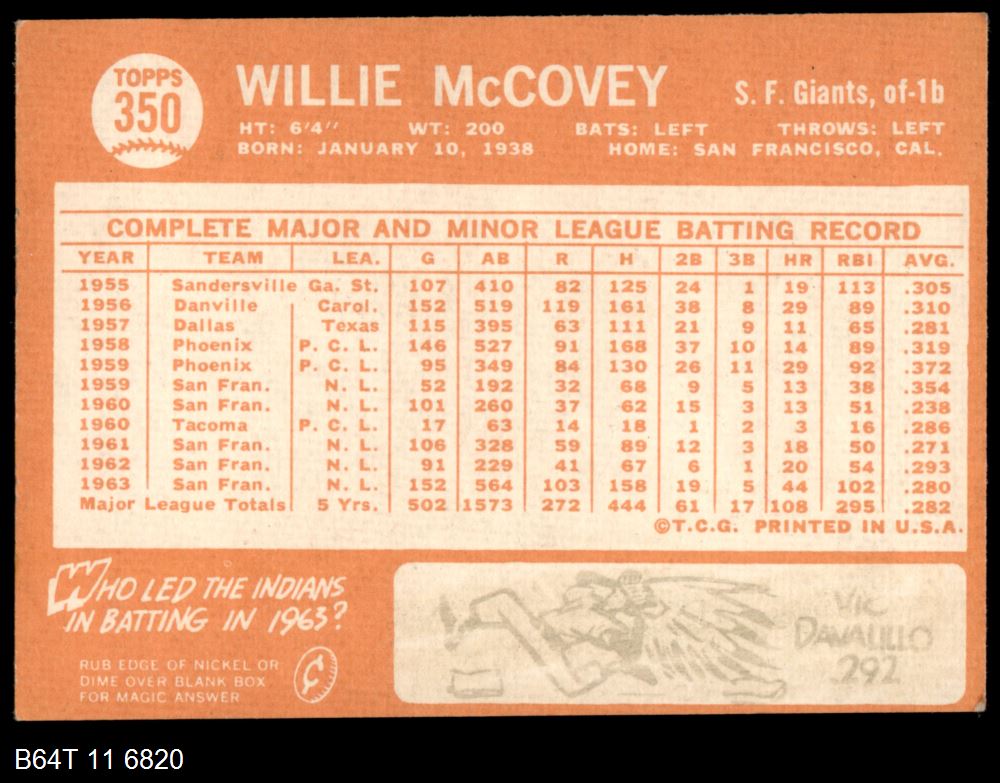 TOPPS
350
WILLIE McCOVEY
S. F. Giants, of-1b
HT: 6'4" WT: 200 BATS: LEFT THROWS: LEFT
BORN: JANUARY 10, 1938 HOME: SAN FRANCISCO, CAL.
COMPLETE MAJOR AND MINOR LEAGUE BATTING RECORD
YEAR TEAM LEA. G AB R H 2B 3B HR RBI AVG.
1955 Sandersville Ga. St. 107 410 82 125 24 1 19 113 .305
1956 Danville Carol. 152 519 119 161 38 8 29 89 .310
1957 Dallas Texas 115 395 63 111 21 9 11 65 .281
1958 Phoenix P. C. L. 146 527 91 168 37 10 14 89 .319
1959 Phoenix P. C. L. 95 349 84 130 26 11 29 92 .372
1959 San Fran. N. L. 52 192 32 68 9 5 13 38 .354
1960 San Fran. N. L. 101 260 37 62 15 3 13 51 .238
1960 Tacoma P. C. L. 17 63 14 18 1 2 3 16 .286
1961 San Fran. N. L. 106 328 59 89 12 3 18 50 .271
1962 San Fran. N. L. 91 229 41 67 6 1 20 54 .293
1963 San Fran. N. L. 152 564 103 158 19 5 44 102 .280
Major League Totals 5 Yrs. 502 1573 272 444 61 17 108 295 .282
©T.C.G. PRINTED IN U.S.A.
WHO LED THE INDIANS
IN BATTING IN 1963?
RUB EDGE OF NICKEL OR
DIME OVER BLANK BOX
FOR MAGIC ANSWER
VIC
DAVALILLO
.292
B64T 11 6820